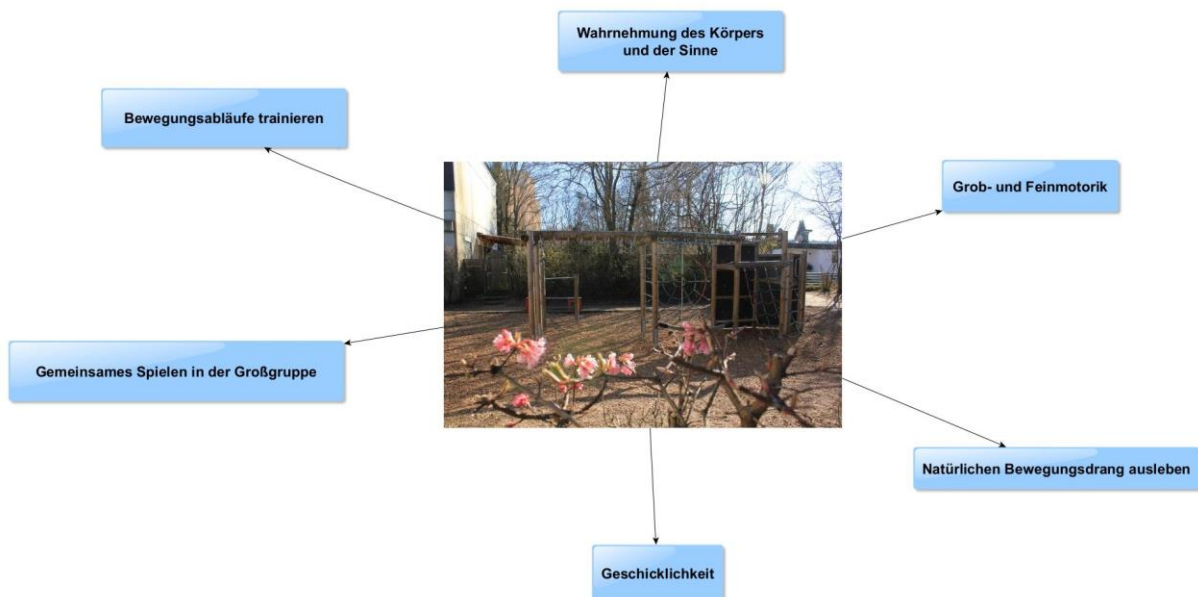 Wahrnehmung des Körpers
und der Sinne
Bewegungsabläufe trainieren
Grob- und Feinmotorik
Gemeinsames Spielen in der Großgruppe
Natürlichen Bewegungsdrang ausleben
Geschicklichkeit